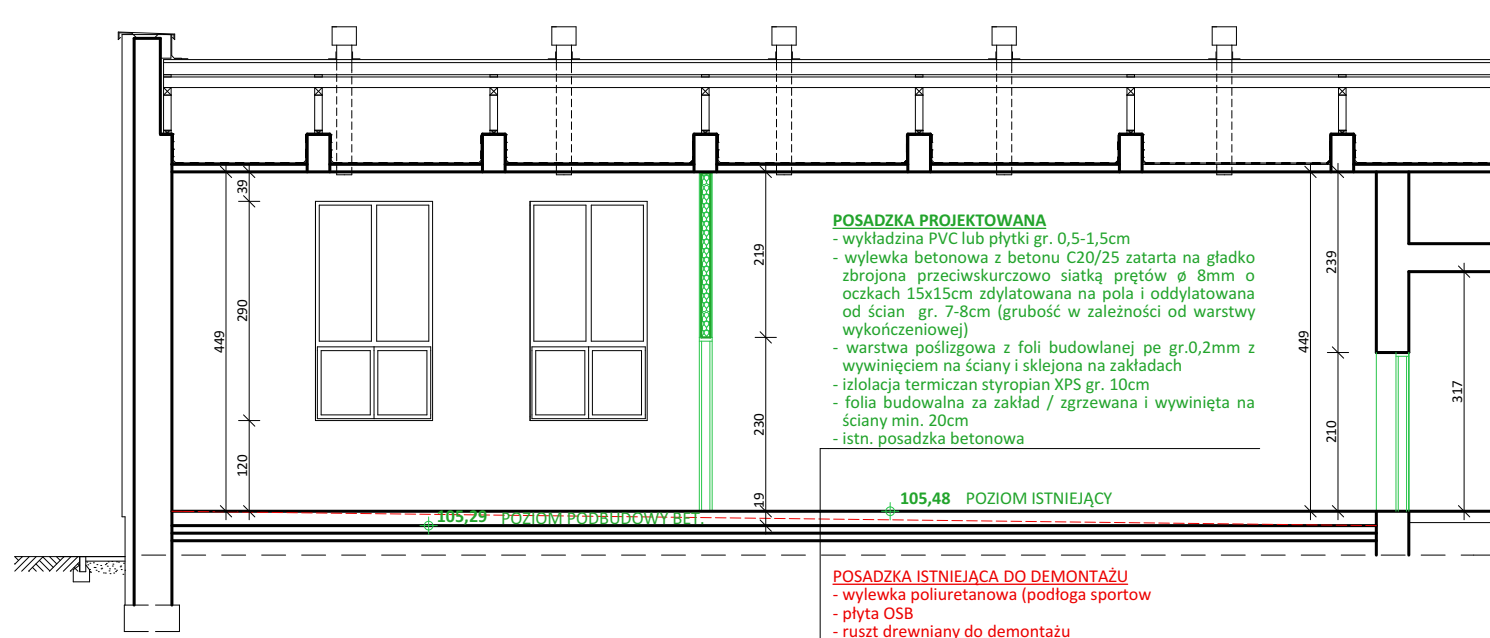 39
290
449
120
219
230
19
POSADZKA PROJEKTOWANA
- wykładzina PVC lub płytki gr. 0,5-1,5cm
- wylewka betonowa z betonu C20/25 zatarta na gładko
zbrojona przeciwskurczowo siatką prętów ø 8mm o
oczkach 15x15cm zdylatowana na pola i oddylatowana
od ścian gr. 7-8cm (grubość w zależności od warstwy
wykończeniowej)
- warstwa poślizgowa z foli budowlanej pe gr.0,2mm z
wywinięciem na ściany i sklejona na zakładach
- izlolacja termiczan styropian XPS gr. 10cm
- folia budowalna za zakład / zgrzewana i wywinięta na
ściany min. 20cm
- istn. posadzka betonowa
449
239
210
317
105,48 POZIOM ISTNIEJĄCY
105,29 POZIOM PODBUDOWY BET.
POSADZKA ISTNIEJĄCA DO DEMONTAŻU
- wylewka poliuretanowa (podłoga sportow
- płyta OSB
- ruszt drewniany do demontażu